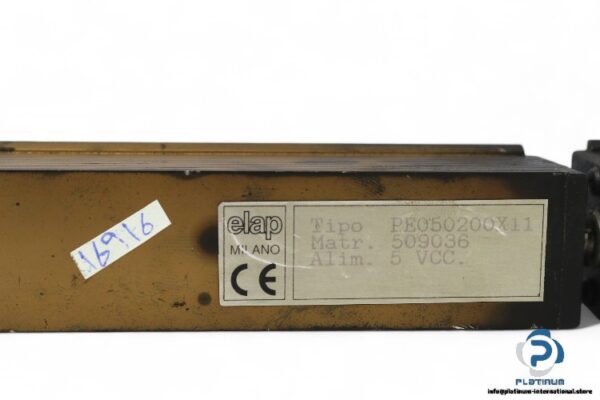 elap
MILANO
CE
Tipo PE050200X11
Matr. 509036
Alim. 5 VCC.
16916
PLATINUM
info@platinum-international.store